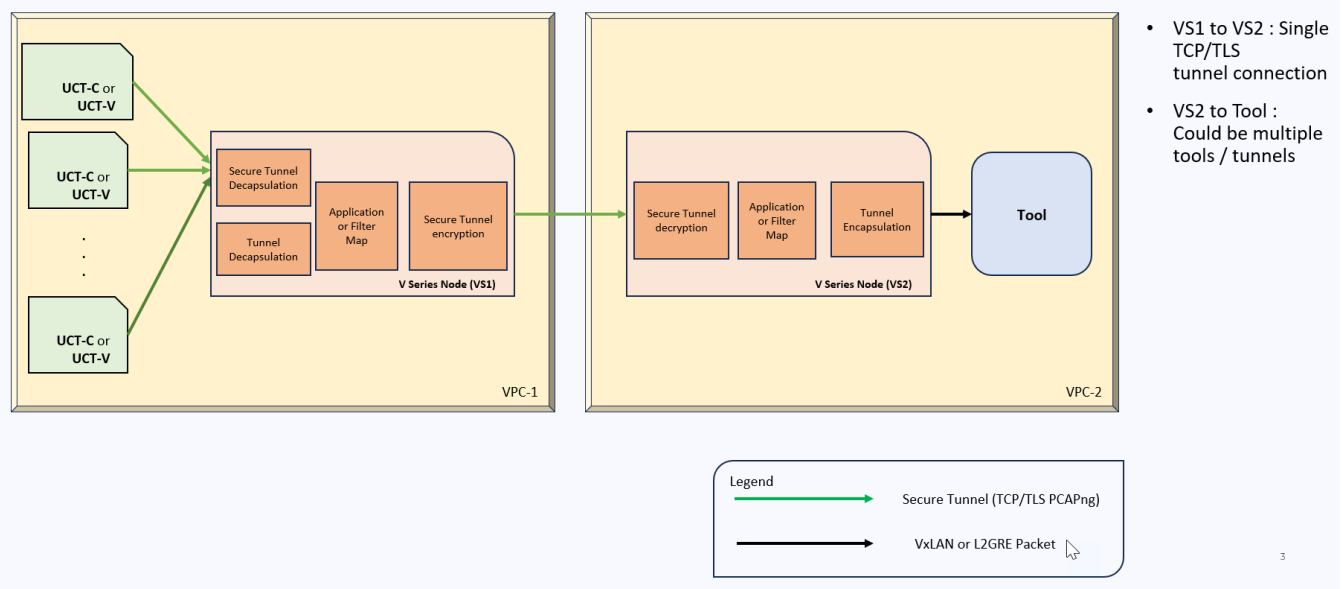 UCT-C or
UCT-V
UCT-C or
UCT-V
.
.
.
UCT-C or
UCT-V
Secure Tunnel
Decapsulation
Tunnel
Decapsulation
Application
or Filter
Map
Secure Tunnel
encryption
V Series Node (VS1)
VPC-1
Secure Tunnel
decryption
Application
or Filter
Map
Tunnel
Encapsulation
V Series Node (VS2)
Tool
VPC-2
• VS1 to VS2 : Single
TCP/TLS
tunnel connection
• VS2 to Tool :
Could be multiple
tools / tunnels
Legend
Secure Tunnel (TCP/TLS PCAPng)
VxLAN or L2GRE Packet
3